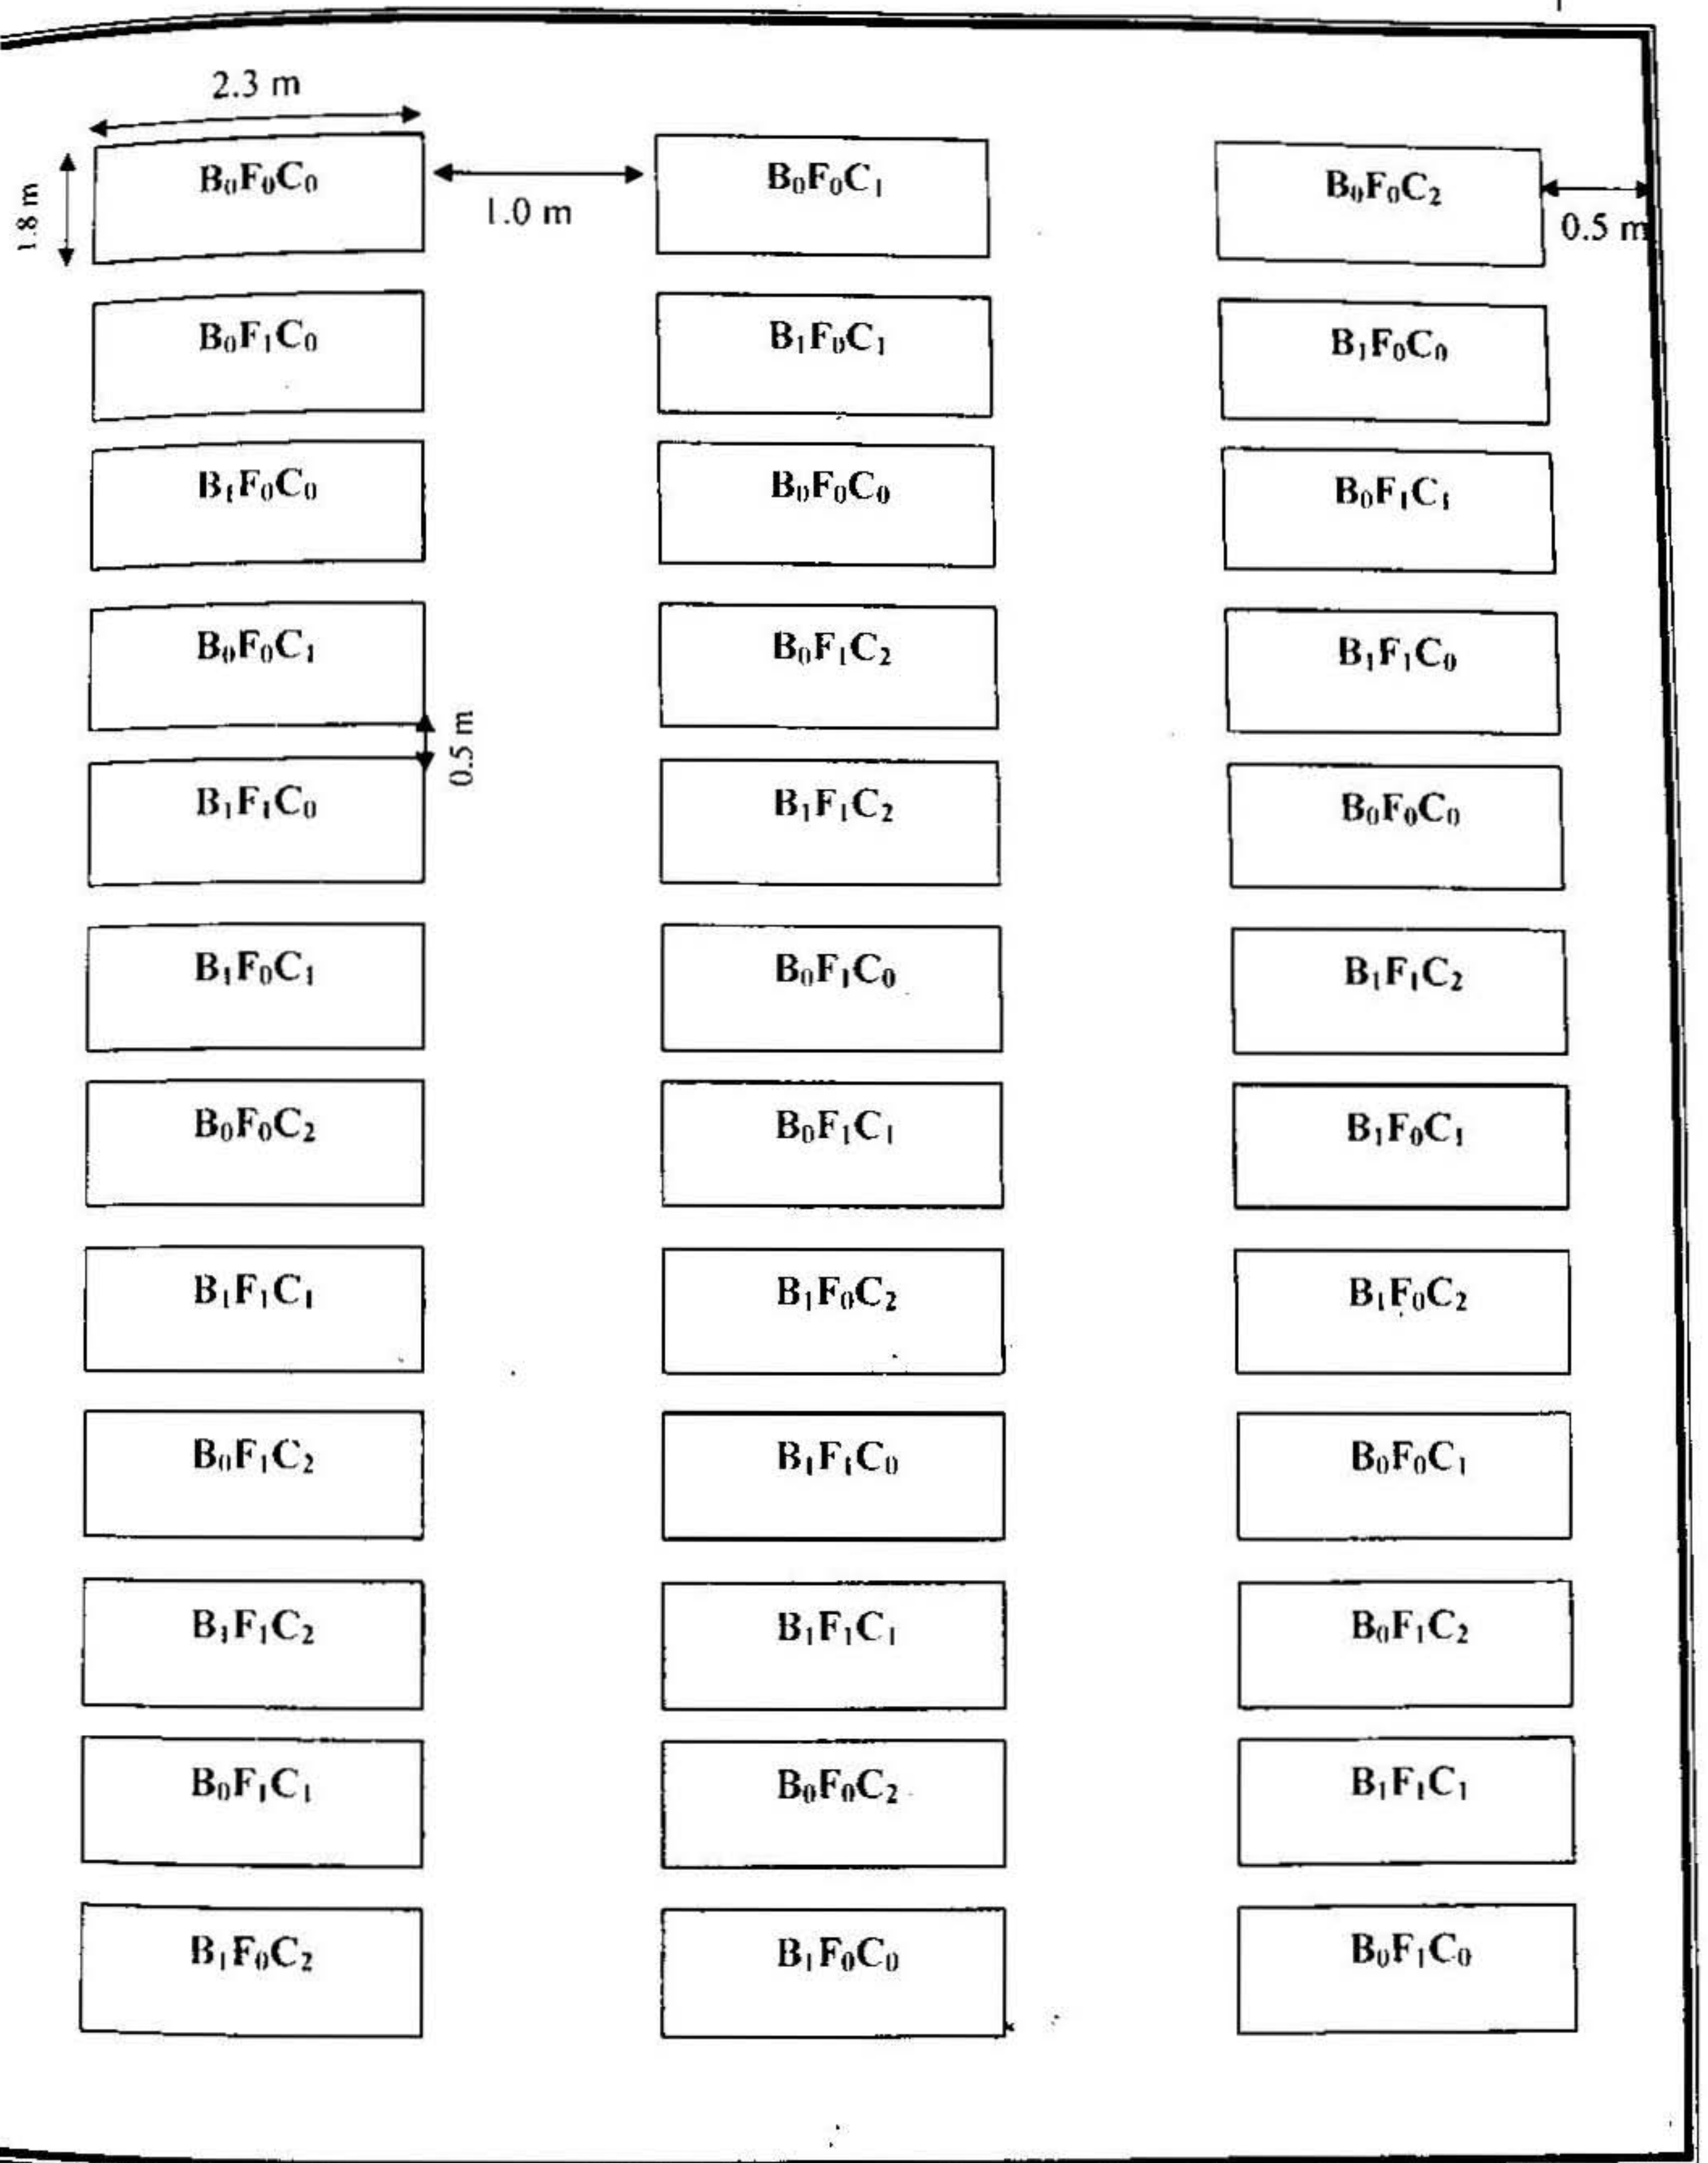 2.3 m
1.8 m
B₀F₀C₀ 1.0 m B₀F₀C₁ B₀F₀C₂ 0.5 m
B₀F₁C₀ B₁F₀C₁ B₁F₀C₀
B₁F₀C₀ B₀F₀C₀ B₀F₁C₁
B₀F₀C₁ B₀F₁C₂ B₁F₁C₀
0.5 m
B₁F₁C₀ B₁F₁C₂ B₀F₀C₀
B₁F₀C₁ B₀F₁C₀ B₁F₁C₂
B₀F₀C₂ B₀F₁C₁ B₁F₀C₁
B₁F₁C₁ B₁F₀C₂ B₁F₀C₂
B₀F₁C₂ B₁F₁C₀ B₀F₀C₁
B₁F₁C₂ B₁F₁C₁ B₀F₁C₂
B₀F₁C₁ B₀F₀C₂ B₁F₁C₁
B₁F₀C₂ B₁F₀C₀ B₀F₁C₀